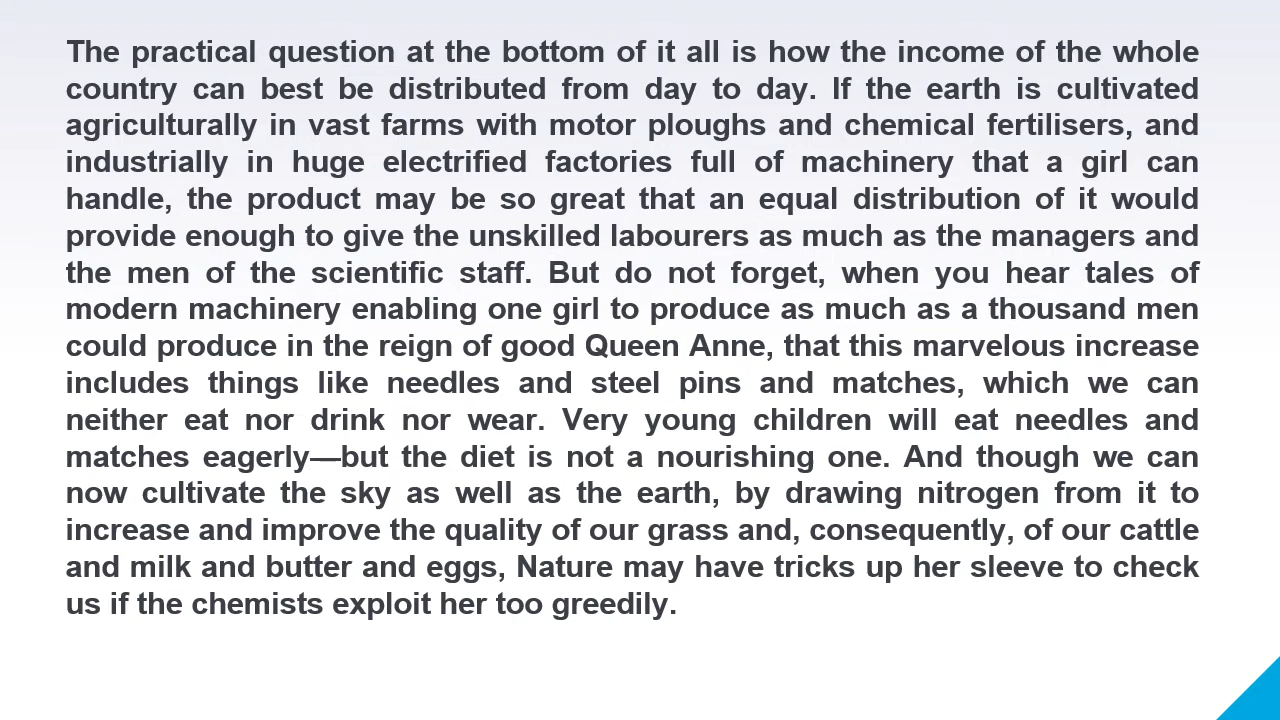 The practical question at the bottom of it all is how the income of the whole
country can best be distributed from day to day. If the earth is cultivated
agriculturally in vast farms with motor ploughs and chemical fertilisers, and
industrially in huge electrified factories full of machinery that a girl can
handle, the product may be so great that an equal distribution of it would
provide enough to give the unskilled labourers as much as the managers and
the men of the scientific staff. But do not forget, when you hear tales of
modern machinery enabling one girl to produce as much as a thousand men
could produce in the reign of good Queen Anne, that this marvelous increase
includes things like needles and steel pins and matches, which we can
neither eat nor drink nor wear. Very young children will eat needles and
matches eagerly—but the diet is not a nourishing one. And though we can
now cultivate the sky as well as the earth, by drawing nitrogen from it to
increase and improve the quality of our grass and, consequently, of our cattle
and milk and butter and eggs, Nature may have tricks up her sleeve to check
us if the chemists exploit her too greedily.